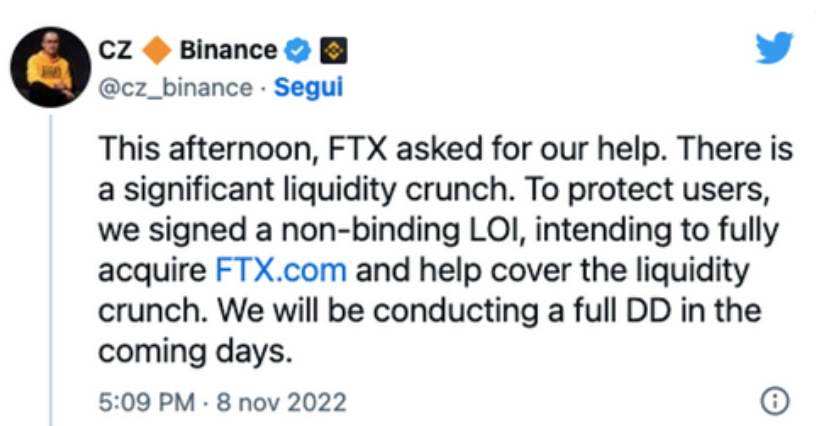 CZ 🔶 Binance
@cz_binance · Segui
This afternoon, FTX asked for our help. There is
a significant liquidity crunch. To protect users,
we signed a non-binding LOI, intending to fully
acquire FTX.com and help cover the liquidity
crunch. We will be conducting a full DD in the
coming days.
5:09 PM · 8 nov 2022